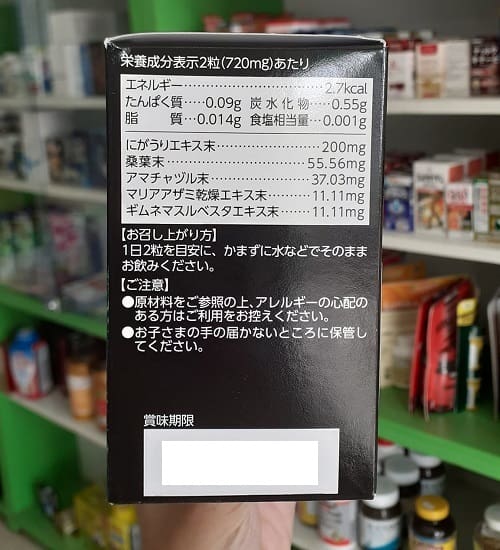 栄養成分表示2粒(720mg)あたり
エネルギー……………………2.7kcal
たんぱく質……0.09g 炭水化物……0.55g
脂 質……0.014g 食塩相当量…0.001g
にがうりエキス末……………………200mg
桑葉末……………………55.56mg
アマチャヅル末……………………37.03mg
マリアアザミ乾燥エキス末………11.11mg
ギムネマスルベスタエキス末……11.11mg
【お召し上がり方】
1日2粒を目安に、かまずに水などでそのまま
お飲みください。
【ご注意】
●原材料をご参照の上、アレルギーの心配の
ある方はご利用をお控えください。
●お子さまの手の届かないところに保管し
てください。
賞味期限